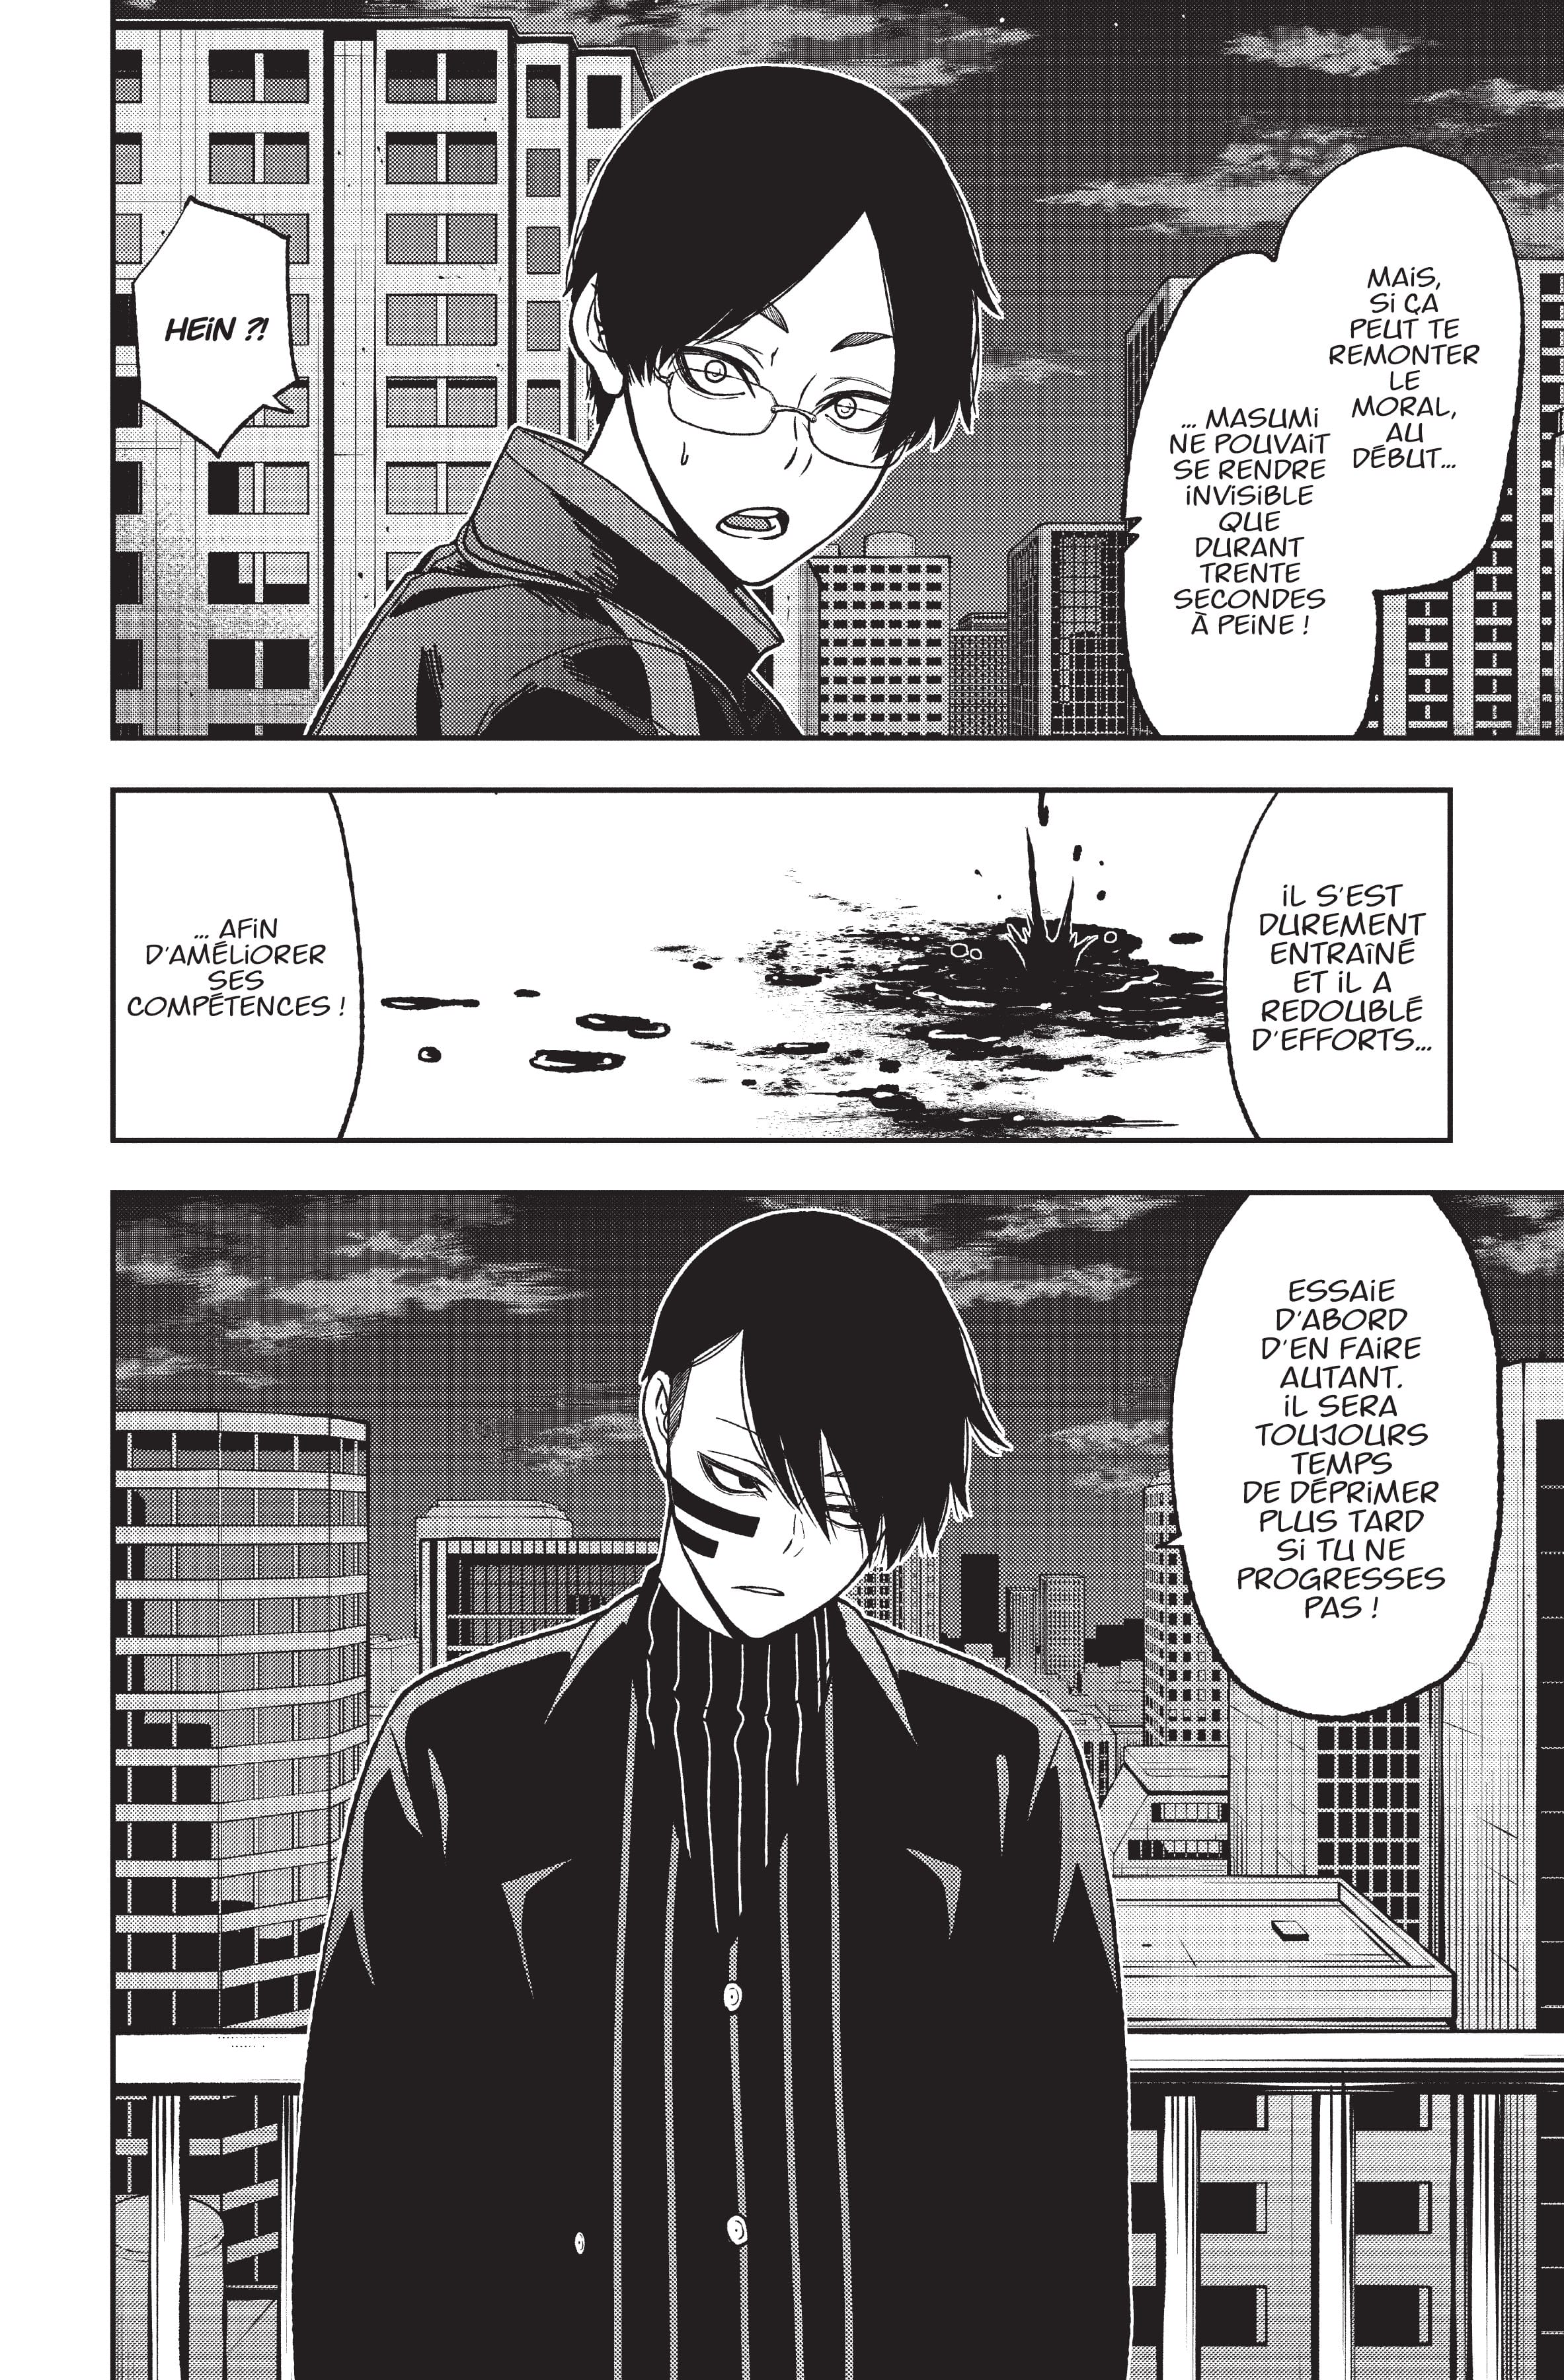 MAIS,
SI ÇA
PEUT TE
REMONTER
LE
MORAL,
AU
DÉBUT...
... MASUMI
NE POUVAIT
SE RENDRE
INVISIBLE
QUE
DURANT
TRENTE
SECONDES
À PEINE !
HEIN ?!
IL S'EST
DUREMENT
ENTRAÎNÉ
ET IL A
REDOUBLÉ
D'EFFORTS...
... AFIN
D'AMÉLIORER
SES
COMPÉTENCES !
ESSAIE
D'ABORD
D'EN FAIRE
AUTANT.
IL SERA
TOUJOURS
TEMPS
DE DÉPRIMER
PLUS TARD
SI TU NE
PROGRESSES
PAS !